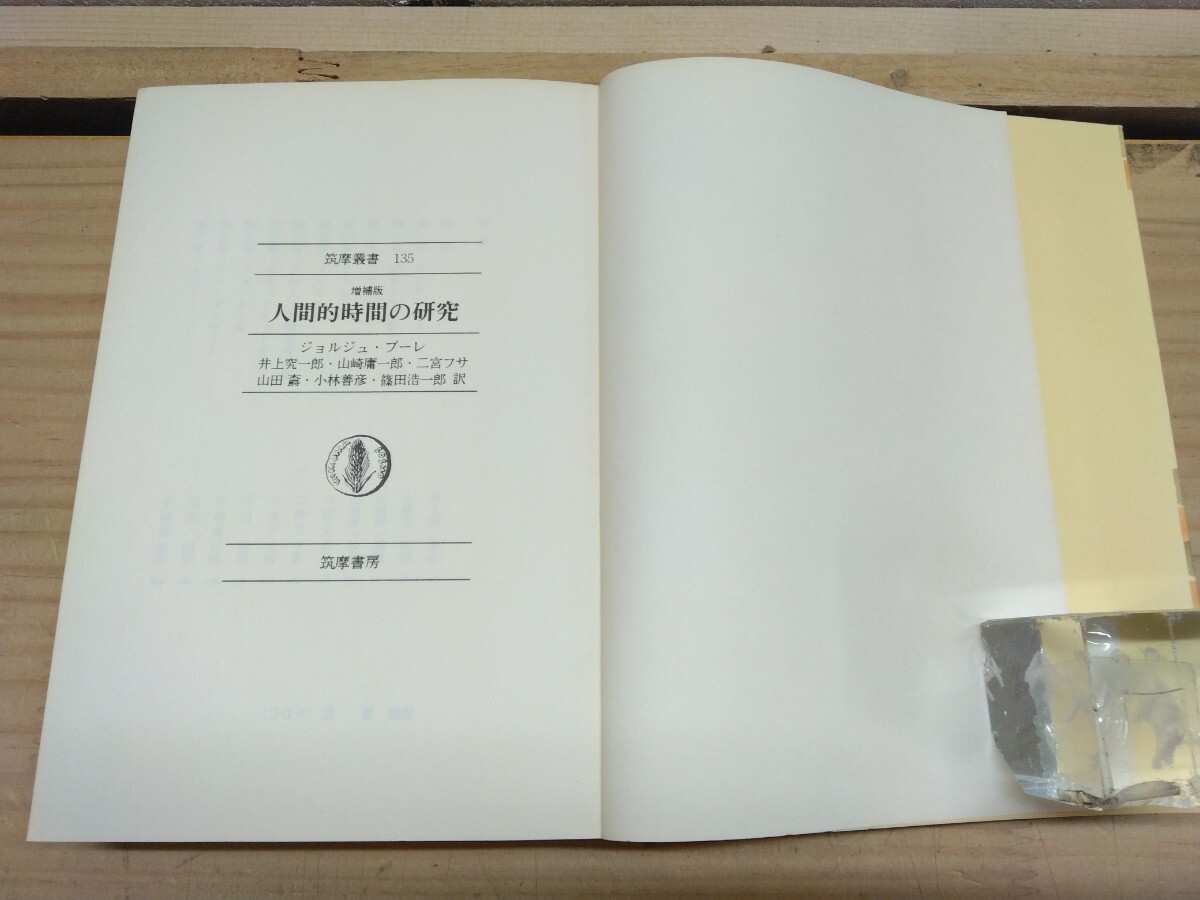 筑摩叢書 135
増補版
人間的時間の研究
ジョルジュ・プーレ
井上究一郎・山崎庸一郎・二宮フサ
山田𣝣・小林善彦・篠田浩一郎 訳
筑摩書房